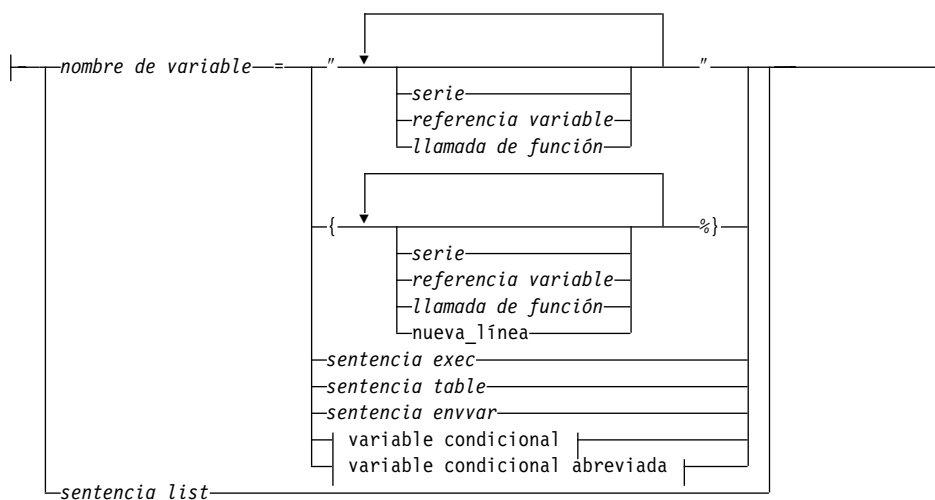 nombre de variable = " "
serie
referencia variable
llamada de función
{ %}
serie
referencia variable
llamada de función
nueva_línea
sentencia exec
sentencia table
sentencia envvar
variable condicional
variable condicional abreviada
sentencia list